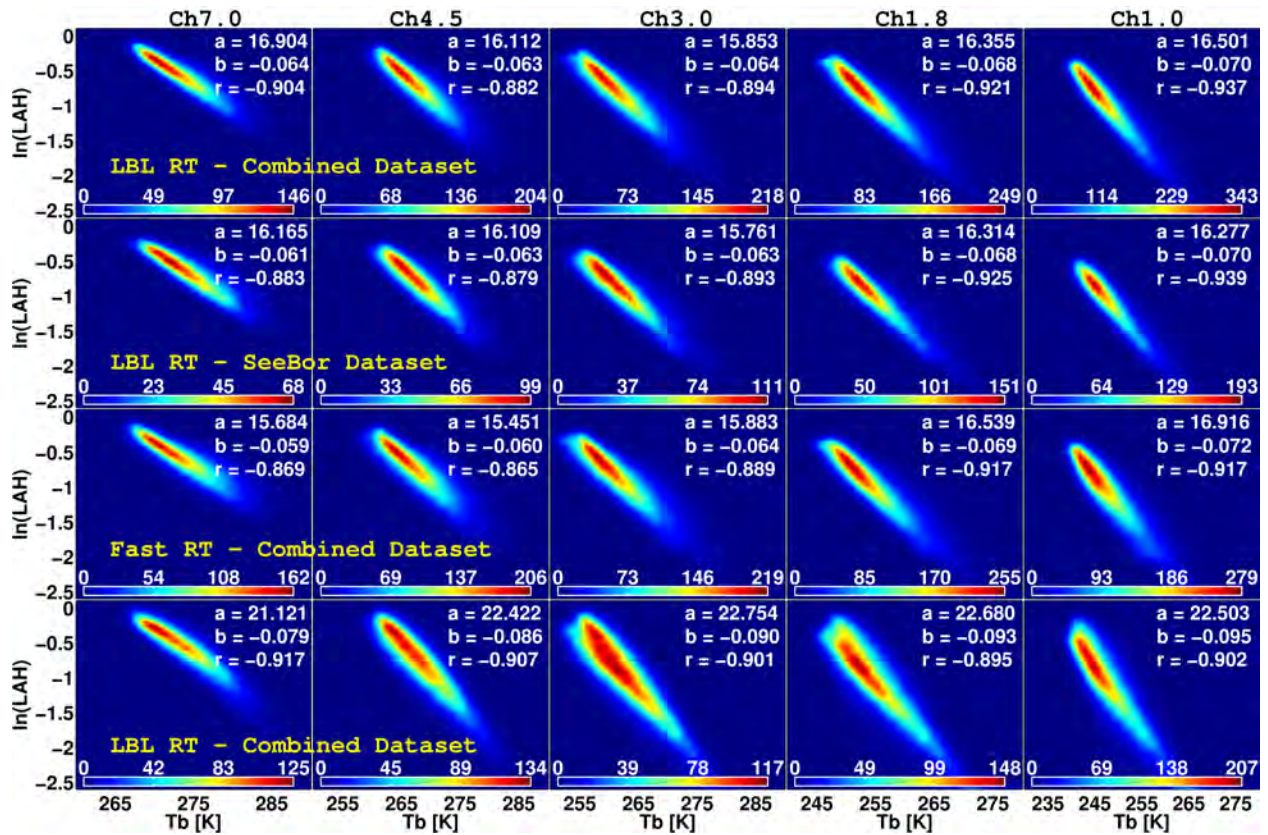 Ch7.0 Ch4.5 Ch3.0 Ch1.8 Ch1.0
0 a = 16.904 a = 16.112 a = 15.853 a = 16.355 a = 16.501
−0.5 b = −0.064 b = −0.063 b = −0.064 b = −0.068 b = −0.070
r = −0.904 r = −0.882 r = −0.894 r = −0.921 r = −0.937
ln(LAH)
−1
−1.5
LBL RT − Combined Dataset
−2
0 49 97 146 0 68 136 204 0 73 145 218 0 83 166 249 0 114 229 343
−2.5
0 a = 16.165 a = 16.109 a = 15.761 a = 16.314 a = 16.277
−0.5 b = −0.061 b = −0.063 b = −0.063 b = −0.068 b = −0.070
r = −0.883 r = −0.879 r = −0.893 r = −0.925 r = −0.939
ln(LAH)
−1
−1.5
LBL RT − SeeBor Dataset
−2
0 23 45 68 0 33 66 99 0 37 74 111 0 50 101 151 0 64 129 193
−2.5
0 a = 15.684 a = 15.451 a = 15.883 a = 16.539 a = 16.916
−0.5 b = −0.059 b = −0.060 b = −0.064 b = −0.069 b = −0.072
r = −0.869 r = −0.865 r = −0.889 r = −0.917 r = −0.917
ln(LAH)
−1
−1.5
Fast RT − Combined Dataset
−2
0 54 108 162 0 69 137 206 0 73 146 219 0 85 170 255 0 93 186 279
−2.5
0 a = 21.121 a = 22.422 a = 22.754 a = 22.680 a = 22.503
−0.5 b = −0.079 b = −0.086 b = −0.090 b = −0.093 b = −0.095
r = −0.917 r = −0.907 r = −0.901 r = −0.895 r = −0.902
ln(LAH)
−1
−1.5
LBL RT − Combined Dataset
−2
0 42 83 125 0 45 89 134 0 39 78 117 0 49 99 148 0 69 138 207
−2.5
265 275 285 255 265 275 285 255 265 275 285 245 255 265 275 235 245 255 265 275
Tb [K] Tb [K] Tb [K] Tb [K] Tb [K]